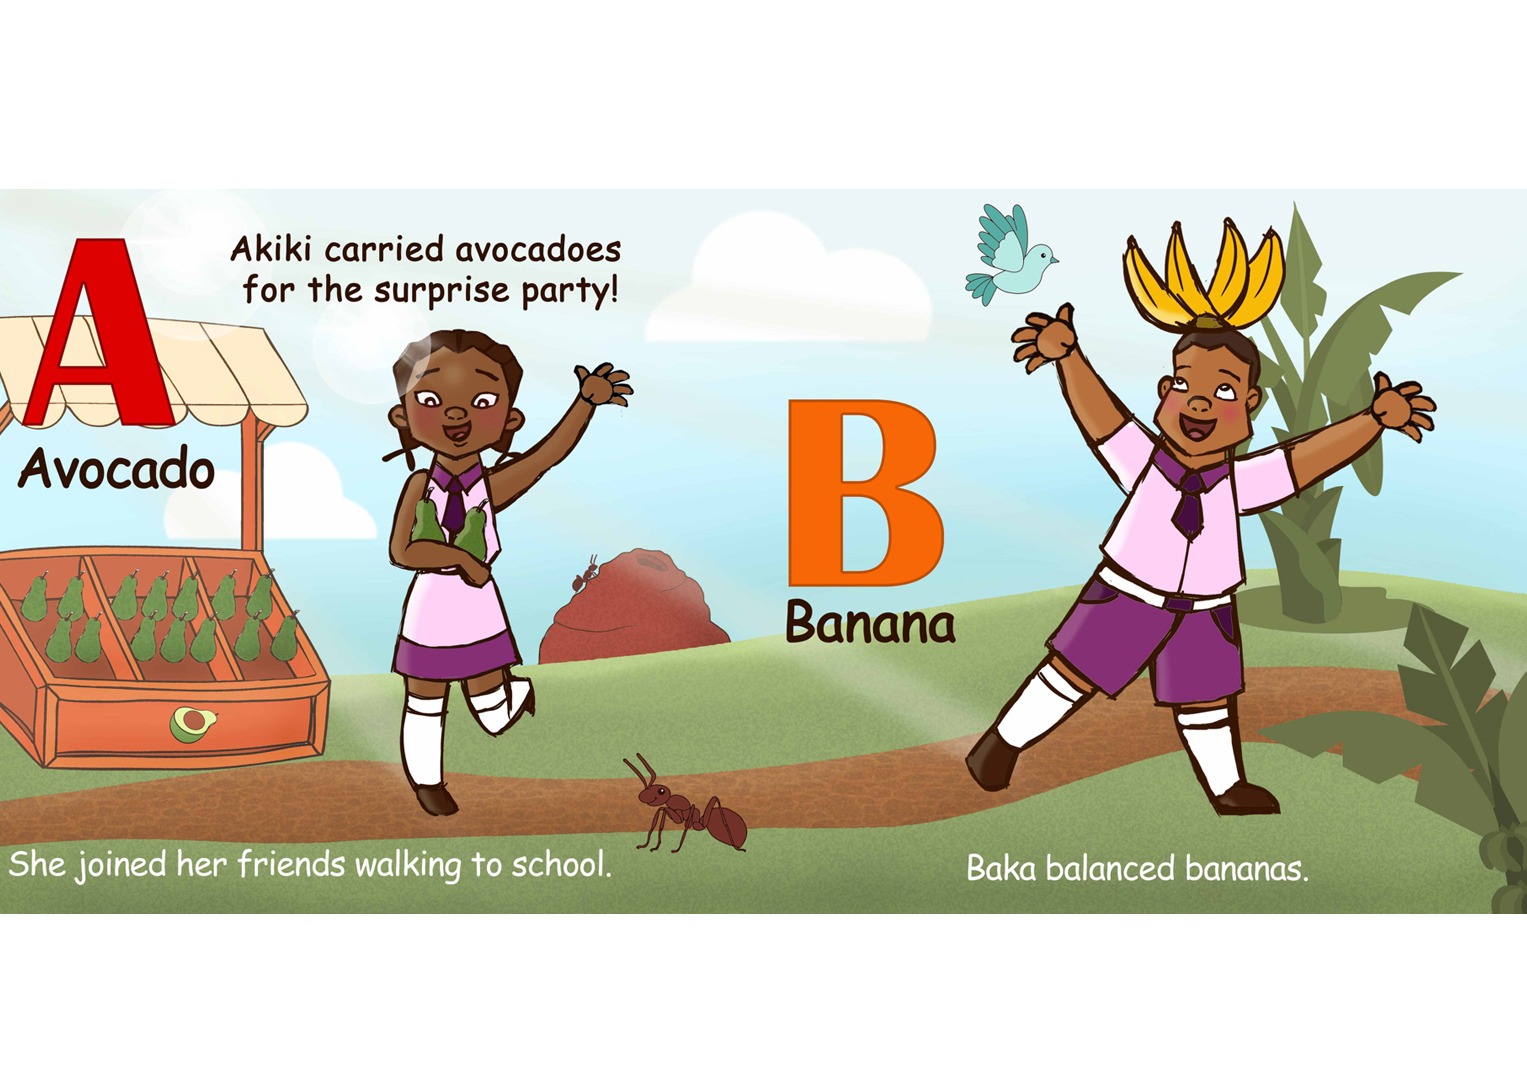 A
Avocado
Akiki carried avocadoes
for the surprise party!
She joined her friends walking to school.
B
Banana
Baka balanced bananas.